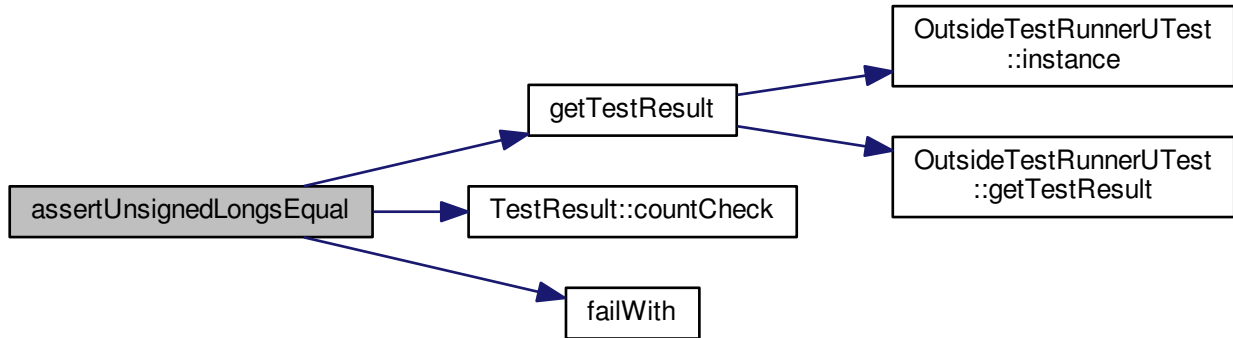 OutsideTestRunnerUTest
::instance
getTestResult
OutsideTestRunnerUTest
::getTestResult
assertUnsignedLongsEqual
TestResult::countCheck
failWith